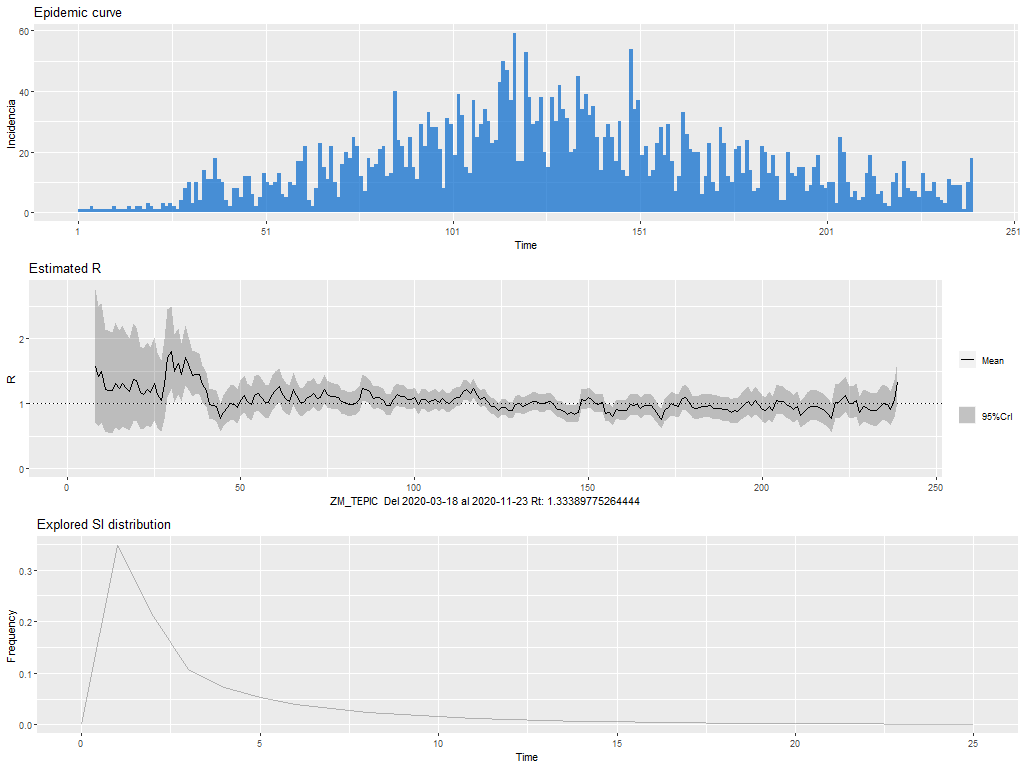 Epidemic curve
60
40
20
0
Incidencia
1 51 101 151 201 251
Time
Estimated R
2
1
0
R
0 50 100 150 200 250
ZM_TEPIC Del 2020-03-18 al 2020-11-23 Rt: 1.33389775264444
Mean
95%CrI
Explored SI distribution
0.3
0.2
0.1
0.0
Frequency
0 5 10 15 20 25
Time